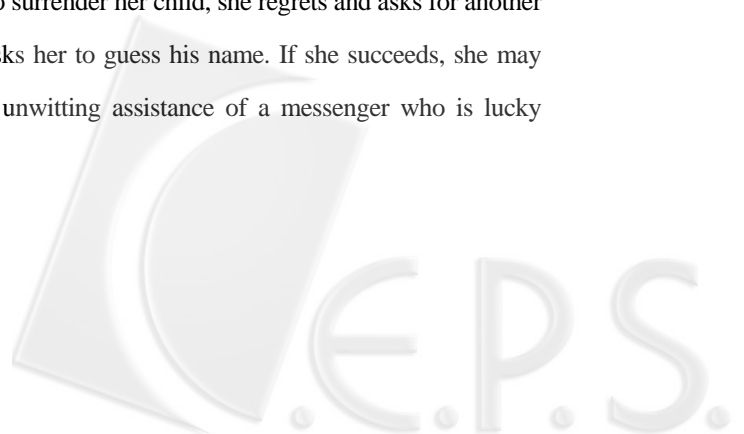 o surrender her child, she regrets and asks for another
sks her to guess his name. If she succeeds, she may
unwitting assistance of a messenger who is lucky
C.E.P.S.